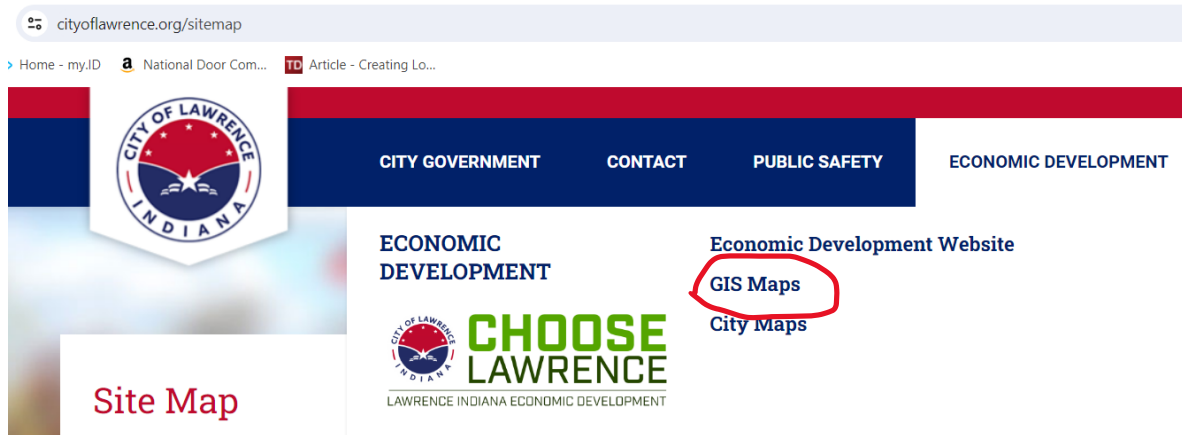 cityoflawrence.org/sitemap
Home - my.ID National Door Com... TD Article - Creating Lo...
CITY OF LAWRENCE
INDIANA
CITY GOVERNMENT CONTACT PUBLIC SAFETY ECONOMIC DEVELOPMENT
ECONOMIC
DEVELOPMENT
Economic Development Website
GIS Maps
City Maps
CITY OF LAWRENCE
INDIANA
CHOOSE
LAWRENCE
LAWRENCE INDIANA ECONOMIC DEVELOPMENT
Site Map